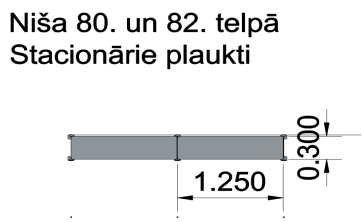 Niša 80. un 82. telpā
Stacionārie plaukti
1.250
0.300